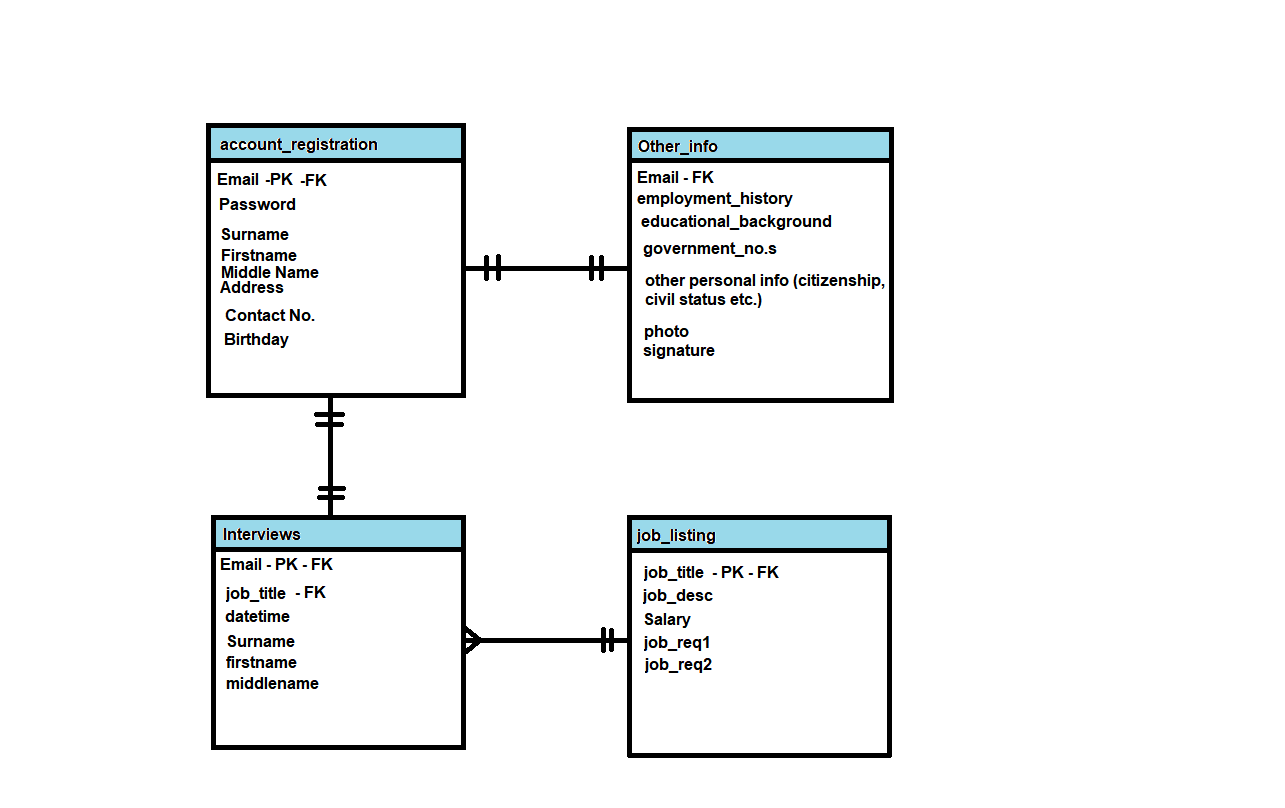 account_registration
Email -PK -FK
Password
Surname
Firstname
Middle Name
Address
Contact No.
Birthday
Other_info
Email - FK
employment_history
educational_background
government_no.s
other personal info (citizenship,
civil status etc.)
photo
signature
Interviews
Email - PK - FK
job_title - FK
datetime
Surname
firstname
middlename
job_listing
job_title - PK - FK
job_desc
Salary
job_req1
job_req2